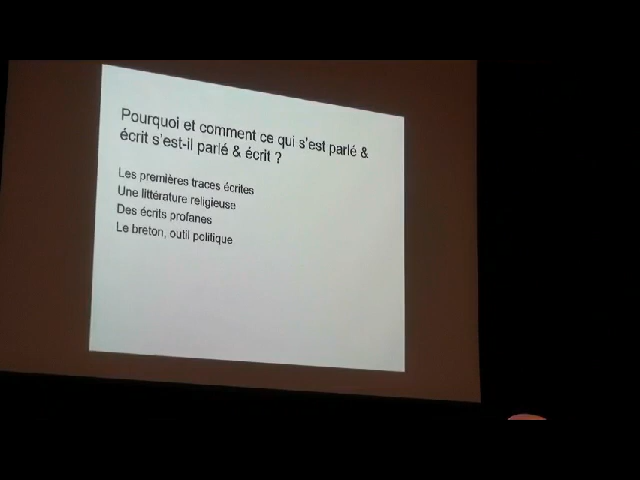 Pourquoi et comment ce qui s'est parlé &
écrit s'est-il parlé & écrit ?
Les premières traces écrites
Une littérature religieuse
Des écrits profanes
Le breton, outil politique